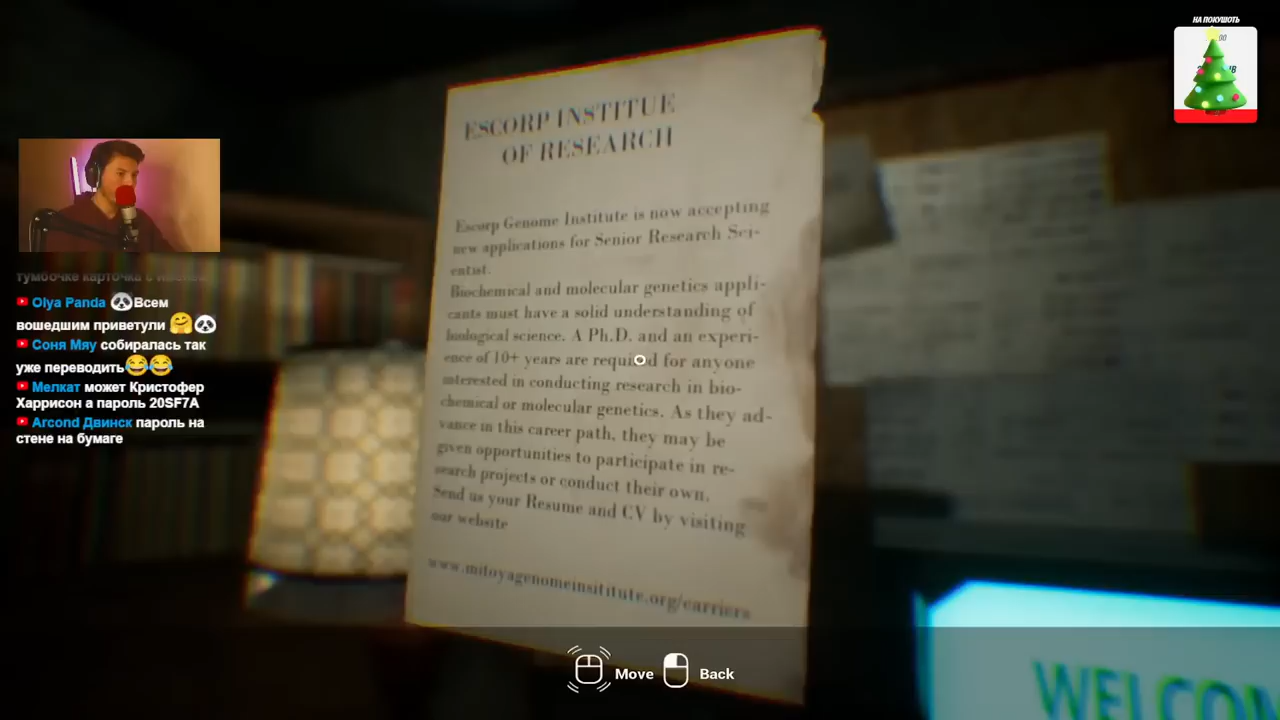 НА ПОКУШОТЬ
ESCORP INSTITUE
OF RESEARCH
Escorp Genome Institute is now accepting
new applications for Senior Research Sci-
entist.
Biochemical and molecular genetics appli-
cants must have a solid understanding of
biological science. A Ph.D. and an experi-
ence of 10+ years are required for anyone
interested in conducting research in bio-
chemical or molecular genetics. As they ad-
vance in this career path, they may be
given opportunities to participate in re-
search projects or conduct their own.
Send us your Resume and CV by visiting
our website
www.mitoyagenomeinsititute.org/carriers
тумбочке карточка с именем
Olya Panda 🐼Всем
вошедшим приветули 🤗🐼
Соня Мяу собиралась так
уже переводить😂😂
Мелкат может Кристофер
Харрисон а пароль 20SF7A
Arcond Двинск пароль на
стене на бумаге
Move
Back
WELCOM